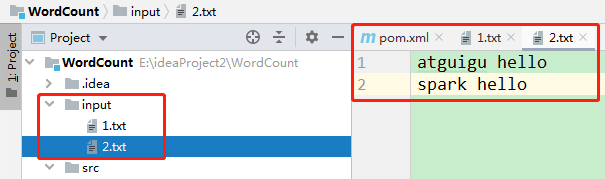 WordCount input 2.txt
1: Project
Project
WordCount E:\ideaProject2\WordCount
.idea
input
1.txt
2.txt
src
m pom.xml 1.txt 2.txt
1 atguigu hello
2 spark hello